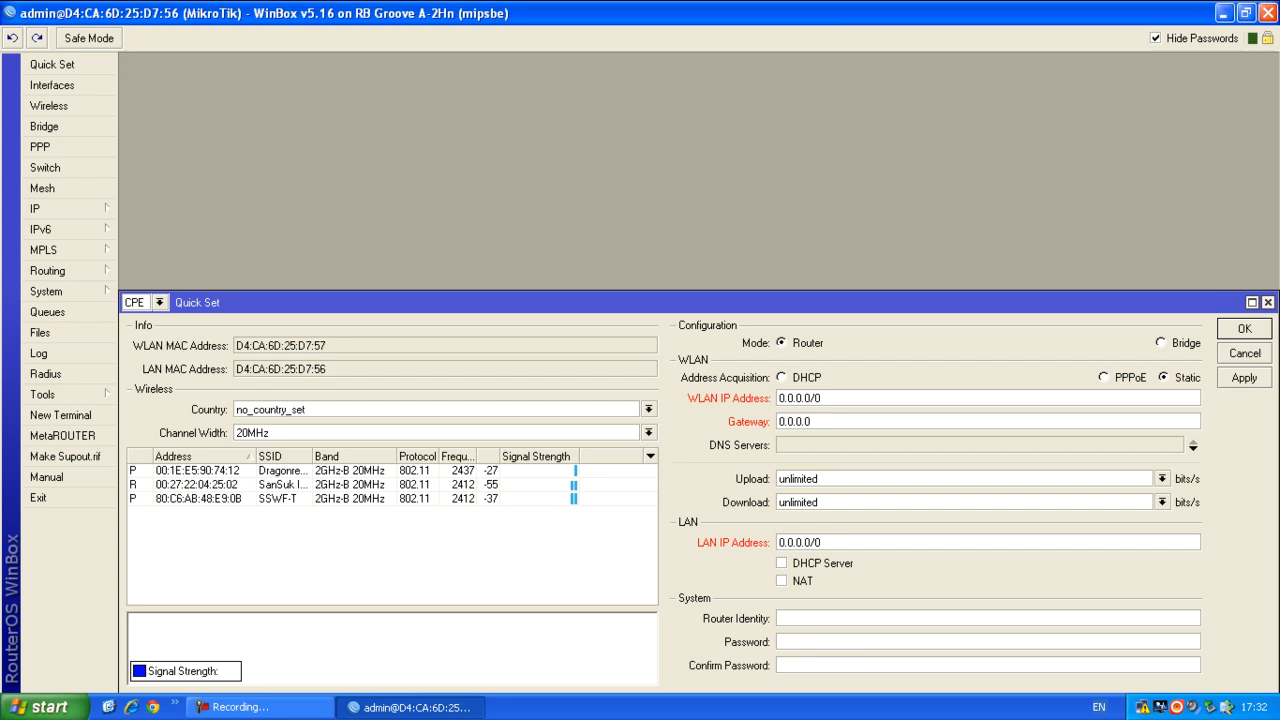 admin@D4:CA:6D:25:D7:56 (MikroTik) - WinBox v5.16 on RB Groove A-2Hn (mipsbe)
Safe Mode
Hide Passwords
Quick Set
Interfaces
Wireless
Bridge
PPP
Switch
Mesh
IP
IPv6
MPLS
Routing
System
Queues
Files
Log
Radius
Tools
New Terminal
MetaROUTER
Make Supout.rif
Manual
Exit
RouterOS WinBox
CPE Quick Set
Info
WLAN MAC Address: D4:CA:6D:25:D7:57
LAN MAC Address: D4:CA:6D:25:D7:56
Wireless
Country: no_country_set
Channel Width: 20MHz
Address SSID Band Protocol Frequ... Signal Strength
P 00:1E:E5:90:74:12 Dragonre... 2GHz-B 20MHz 802.11 2437 -27
R 00:27:22:04:25:02 SanSuk I... 2GHz-B 20MHz 802.11 2412 -55
P 80:C6:AB:48:E9:0B SSWF-T 2GHz-B 20MHz 802.11 2412 -37
Signal Strength:
Configuration
Mode: Router Bridge
WLAN
Address Acquisition: DHCP PPPoE Static
WLAN IP Address: 0.0.0.0/0
Gateway: 0.0.0.0
DNS Servers:
Upload: unlimited bits/s
Download: unlimited bits/s
LAN
LAN IP Address: 0.0.0.0/0
DHCP Server
NAT
System
Router Identity:
Password:
Confirm Password:
OK
Cancel
Apply
start
Recording...
admin@D4:CA:6D:25...
EN
17:32